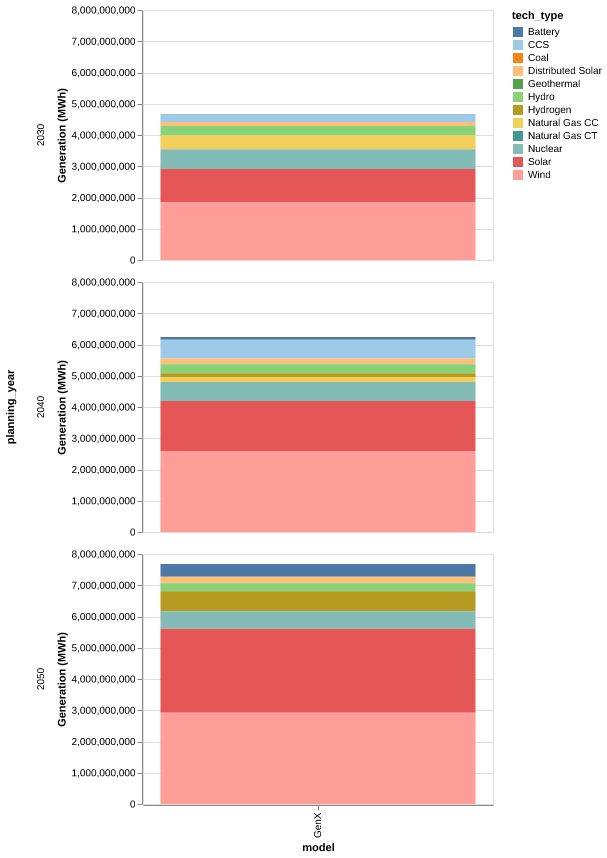 tech_type
Battery
CCS
Coal
Distributed Solar
Geothermal
Hydro
Hydrogen
Natural Gas CC
Natural Gas CT
Nuclear
Solar
Wind
planning_year
2030
Generation (MWh)
8,000,000,000
7,000,000,000
6,000,000,000
5,000,000,000
4,000,000,000
3,000,000,000
2,000,000,000
1,000,000,000
0
2040
Generation (MWh)
8,000,000,000
7,000,000,000
6,000,000,000
5,000,000,000
4,000,000,000
3,000,000,000
2,000,000,000
1,000,000,000
0
2050
Generation (MWh)
8,000,000,000
7,000,000,000
6,000,000,000
5,000,000,000
4,000,000,000
3,000,000,000
2,000,000,000
1,000,000,000
0
GenX
model